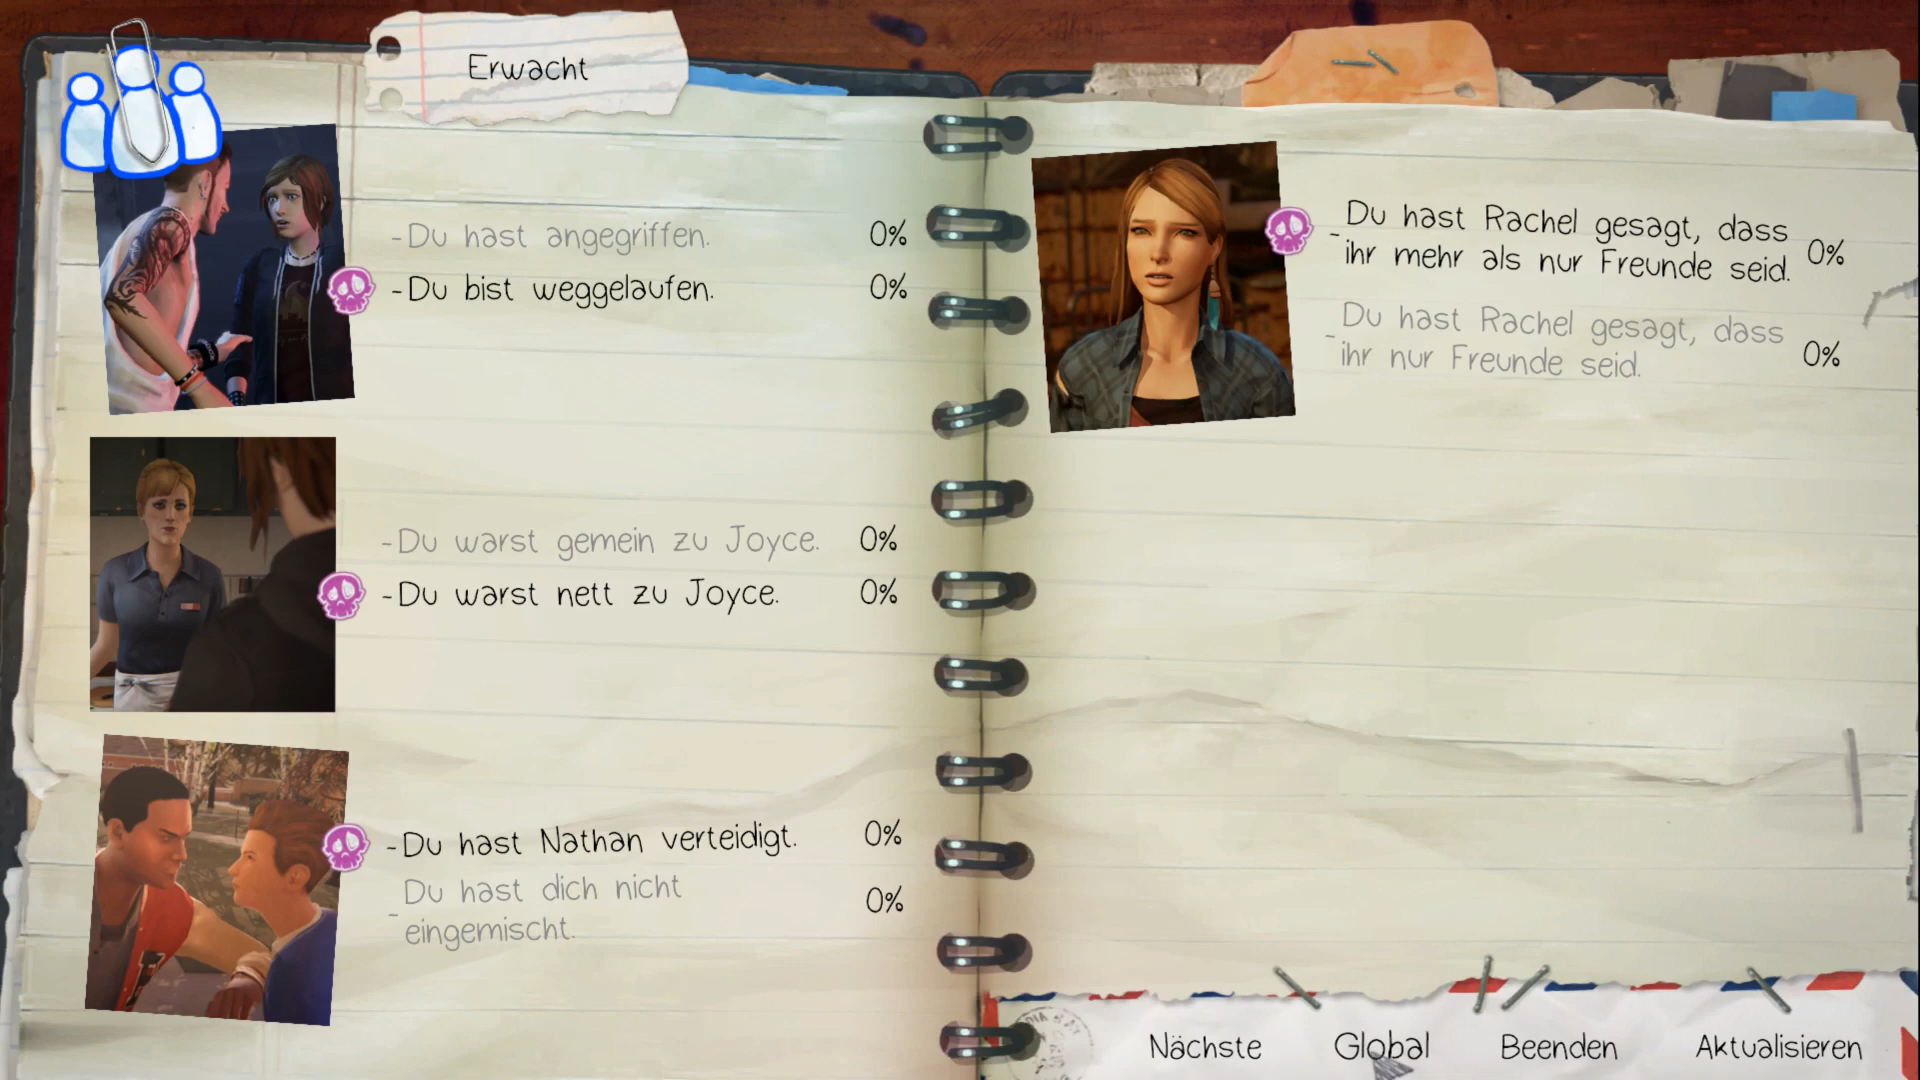 Erwacht
-Du hast angegriffen. 0%
-Du bist weggelaufen. 0%
-Du warst gemein zu Joyce. 0%
-Du warst nett zu Joyce. 0%
-Du hast Nathan verteidigt. 0%
-Du hast dich nicht
eingemischt. 0%
-Du hast Rachel gesagt, dass
ihr mehr als nur Freunde seid. 0%
-Du hast Rachel gesagt, dass
ihr nur Freunde seid. 0%
Nächste Global Beenden Aktualisieren